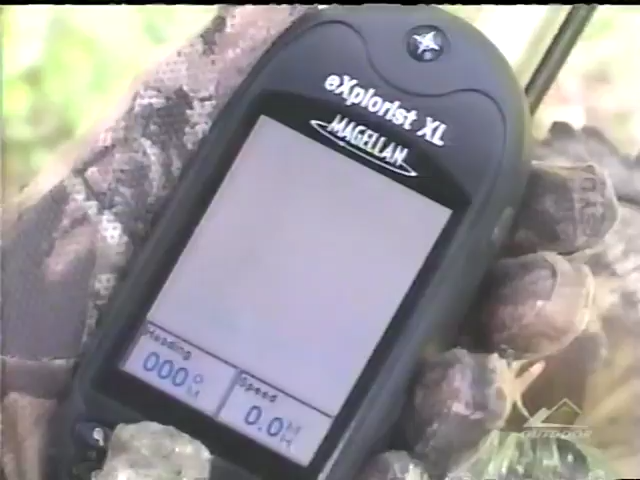 eXplorist XL
MAGELLAN
Heading
000°M
Speed
0.0MH
OUTDOOR